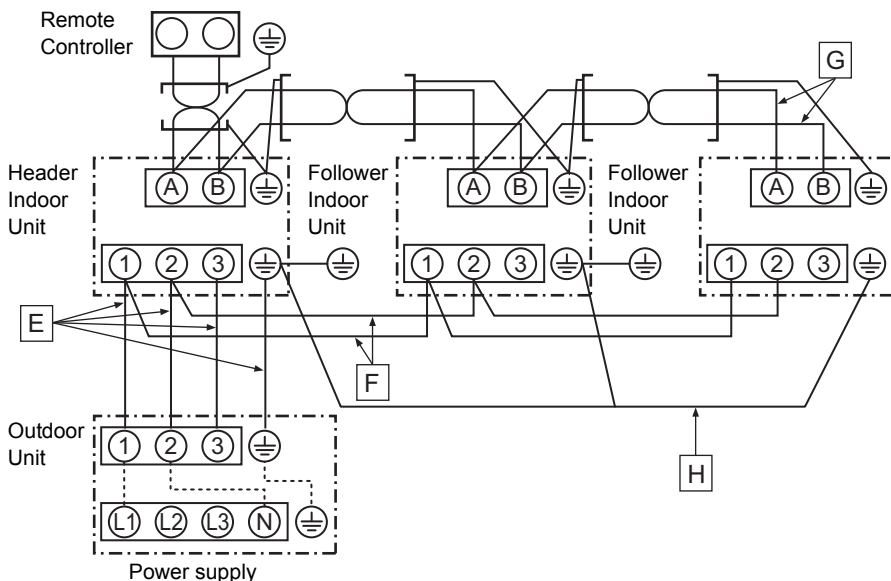 Remote
Controller
G
Header
Indoor
Unit
A B
Follower
Indoor
Unit
A B
Follower
Indoor
Unit
A B
1 2 3
1 2 3
1 2 3
E
F
H
Outdoor
Unit
1 2 3
L1 L2 L3 N
Power supply